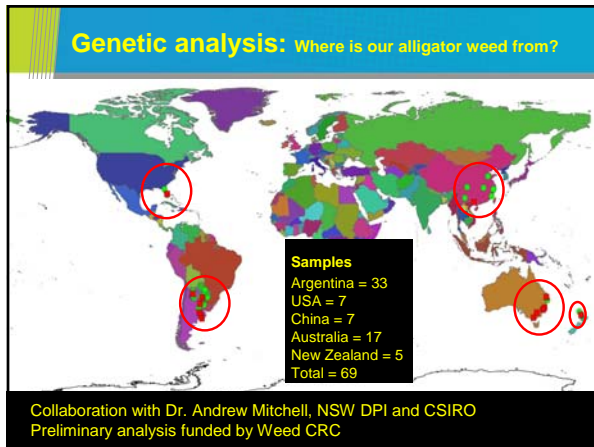 Genetic analysis: Where is our alligator weed from?
Samples
Argentina = 33
USA = 7
China = 7
Australia = 17
New Zealand = 5
Total = 69
Collaboration with Dr. Andrew Mitchell, NSW DPI and CSIRO
Preliminary analysis funded by Weed CRC